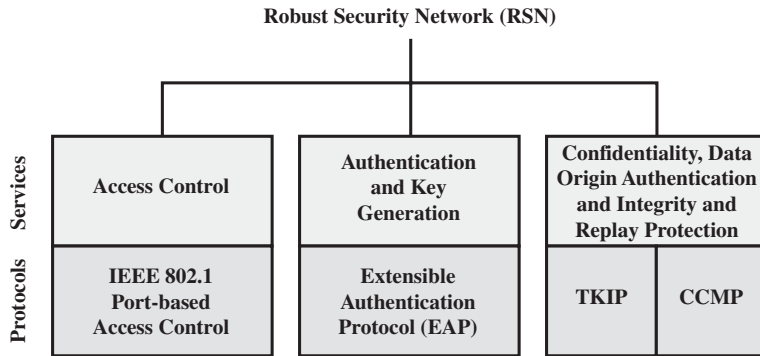 Robust Security Network (RSN)
Services
Access Control
Authentication
and Key
Generation
Confidentiality, Data
Origin Authentication
and Integrity and
Replay Protection
Protocols
IEEE 802.1
Port-based
Access Control
Extensible
Authentication
Protocol (EAP)
TKIP
CCMP